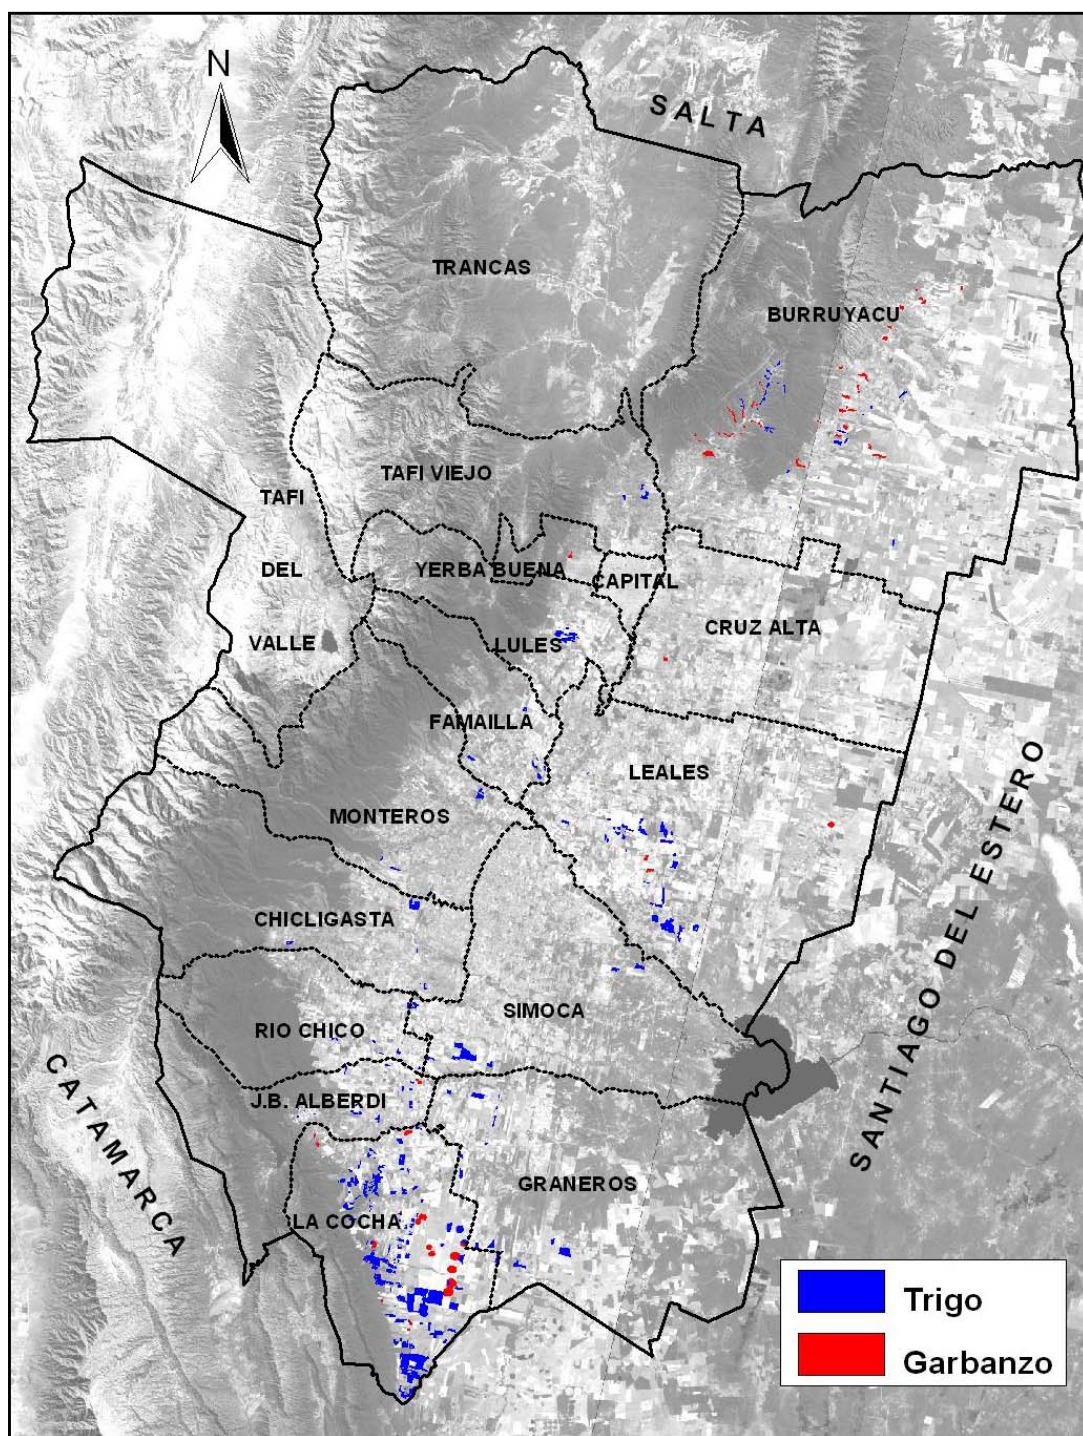 N
SALTA
TRANCAS
BURRUYACU
TAFI VIEJO
TAFI
DEL
VALLE
YERBA BUENA
CAPITAL
CRUZ ALTA
LULES
FAMAILLA
LEALES
MONTEROS
CHICLIGASTA
SIMOCA
RIO CHICO
SANTIAGO DEL ESTERO
CATAMARCA
J.B. ALBERDI
GRANEROS
LA COCHA
Trigo
Garbanzo